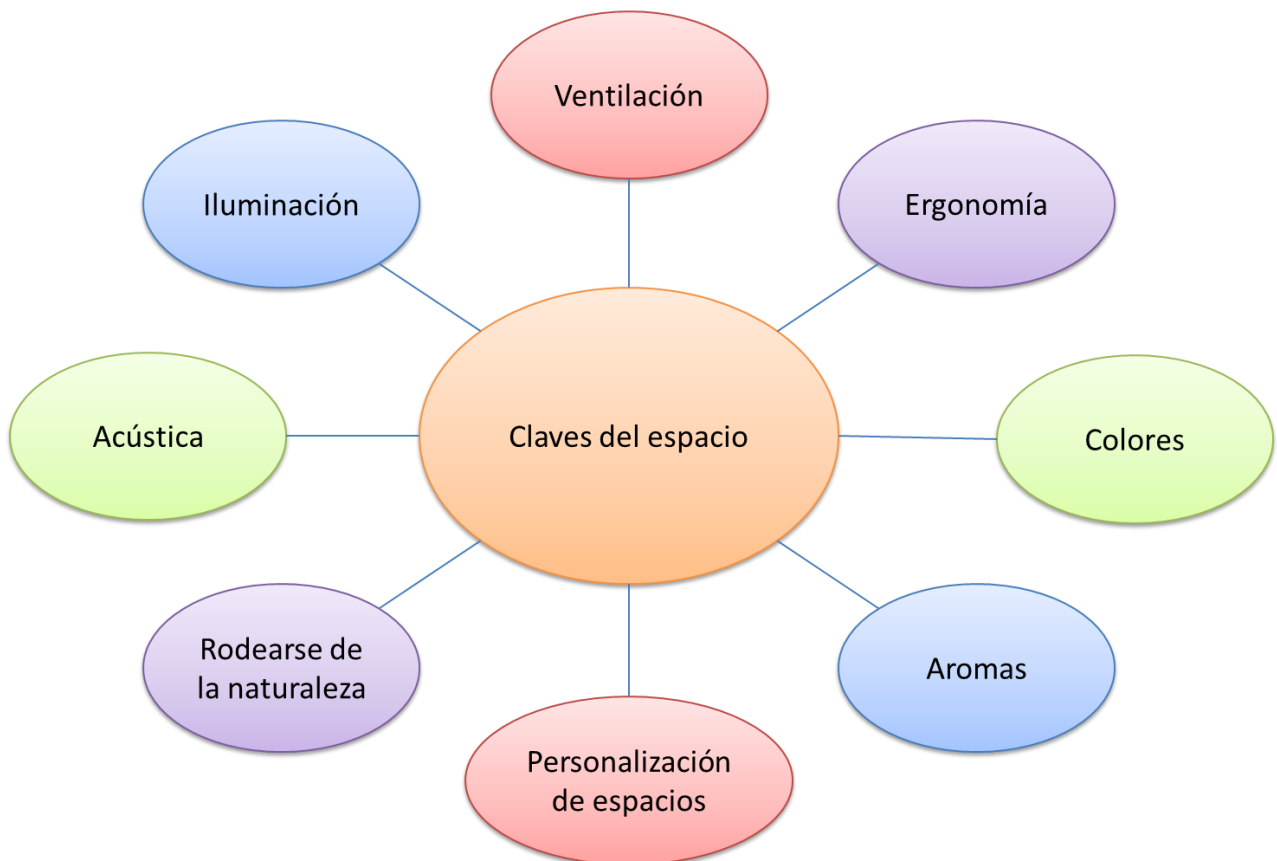 Ventilación
Iluminación
Ergonomía
Acústica
Claves del espacio
Colores
Rodearse de
la naturaleza
Aromas
Personalización
de espacios